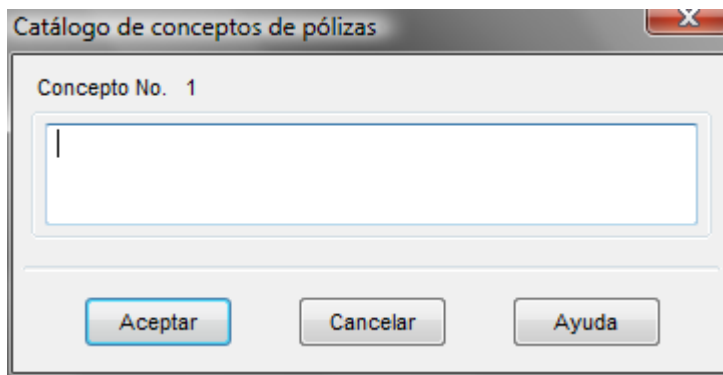 Catálogo de conceptos de pólizas
Concepto No. 1
Aceptar Cancelar Ayuda